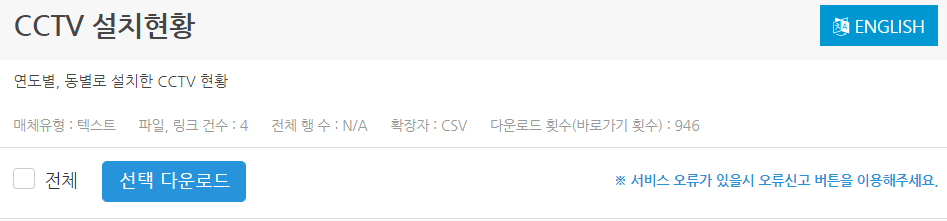 CCTV 설치현황
ENGLISH
연도별, 동별로 설치한 CCTV 현황
매체유형 : 텍스트 파일, 링크 건수 : 4 전체 행 수 : N/A 확장자 : CSV 다운로드 횟수(바로가기 횟수) : 946
전체 선택 다운로드 ※ 서비스 오류가 있을시 오류신고 버튼을 이용해주세요.